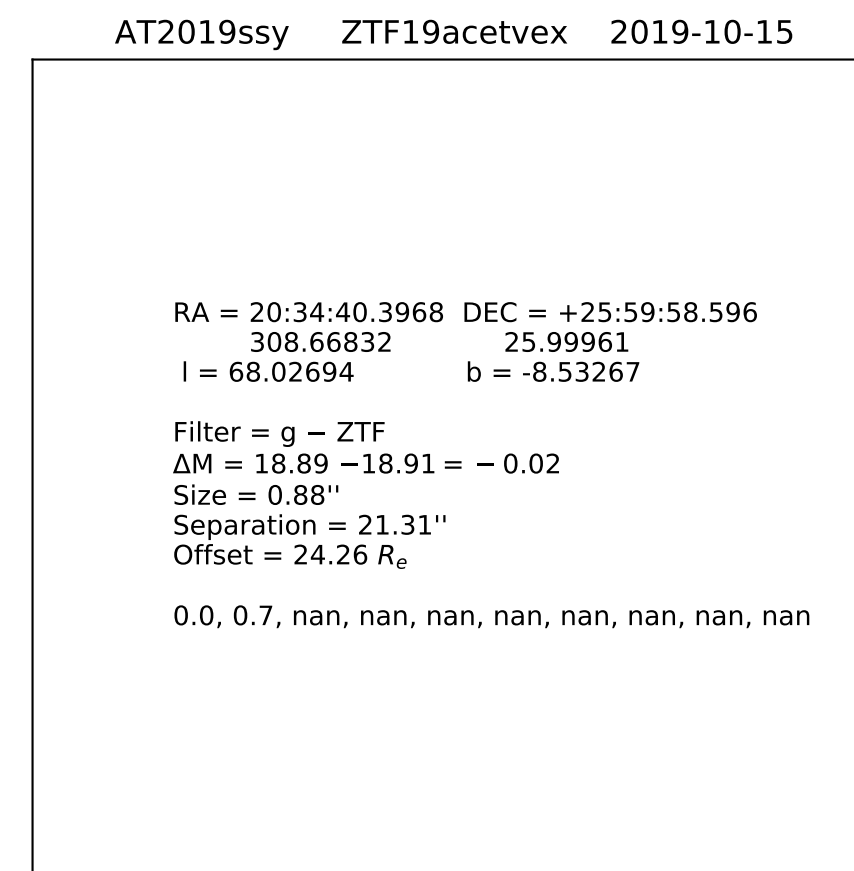 AT2019ssy ZTF19acetvex 2019-10-15
RA = 20:34:40.3968 DEC = +25:59:58.596
308.66832 25.99961
l = 68.02694 b = -8.53267
Filter = g − ZTF
ΔM = 18.89 −18.91 = − 0.02
Size = 0.88''
Separation = 21.31''
Offset = 24.26 Rₑ
0.0, 0.7, nan, nan, nan, nan, nan, nan, nan, nan